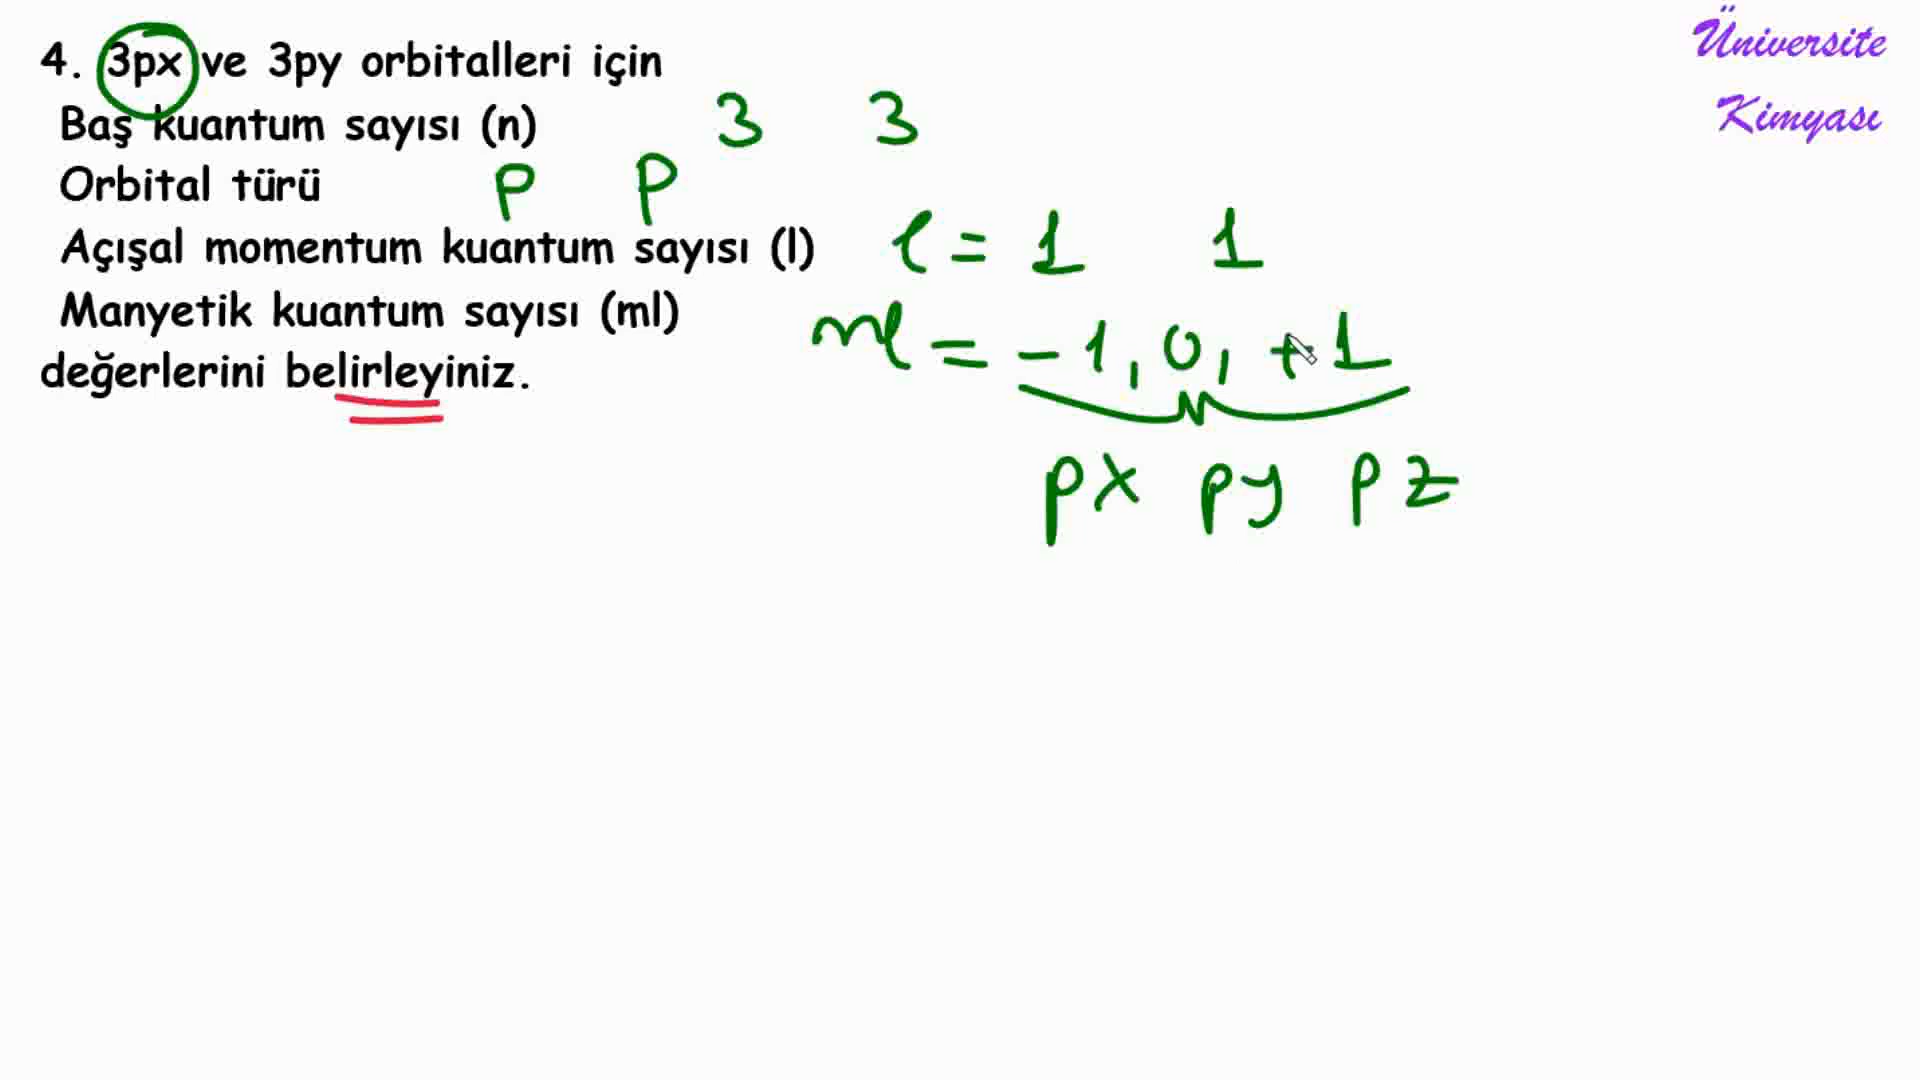 4. 3px ve 3py orbitalleri için
Baş kuantum sayısı (n) 3 3
Orbital türü p p
Açışal momentum kuantum sayısı (l) l = 1 1
Manyetik kuantum sayısı (ml) ml = -1, 0, +1
değerlerini belirleyiniz.
px py pz
Üniversite
Kimyası